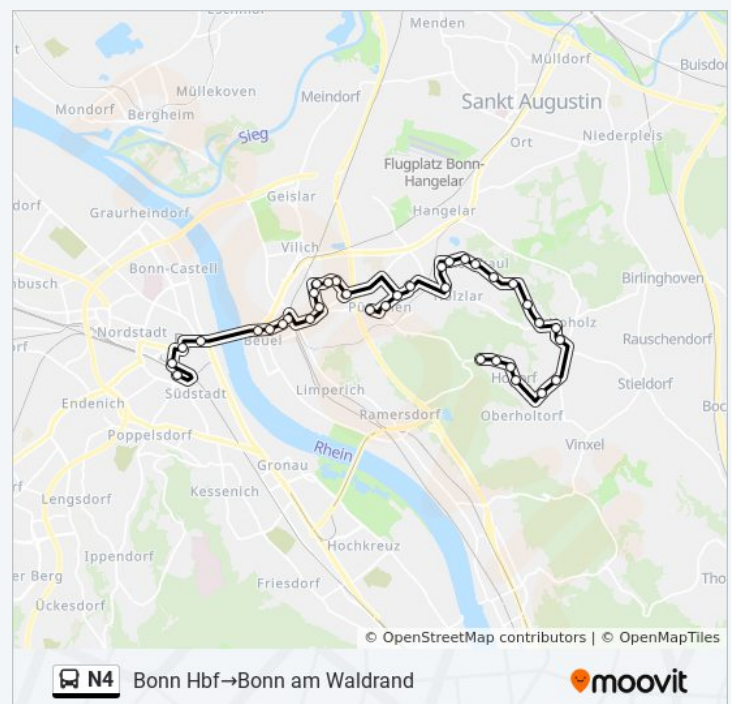 Menden
Mülldorf
Buisdo
Müllekoven
Meindorf
Mondorf
Bergheim
Sankt Augustin
Sieg
Ort
Niederpleis
Flugplatz Bonn-
Hangelar
dorf
Geislar
Graurheindorf
Hangelar
Vilich
Bonn-Castell
Birlinghoven
Nordstadt
Beuel
Rauschendorf
Südstadt
Limperich
Stieldorf
Endenich
Ramersdorf
Oberholtorf
Poppelsdorf
Vinxel
Gronau
Rhein
Kessenich
Lengsdorf
Hochkreuz
Ippendorf
er Berg
Friesdorf
Tho
Ückesdorf
© OpenStreetMap contributors | © OpenMapTiles
N4 Bonn Hbf→Bonn am Waldrand moovit